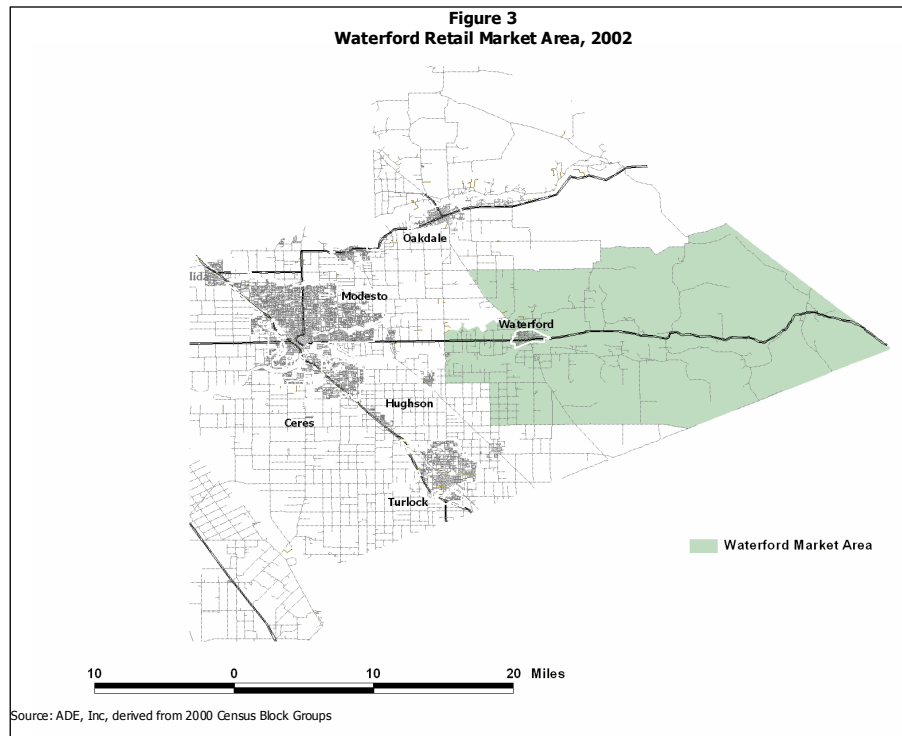 Figure 3
Waterford Retail Market Area, 2002
Oakdale
lida
Modesto
Waterford
Hughson
Ceres
Turlock
Waterford Market Area
10 0 10 20 Miles
Source: ADE, Inc, derived from 2000 Census Block Groups